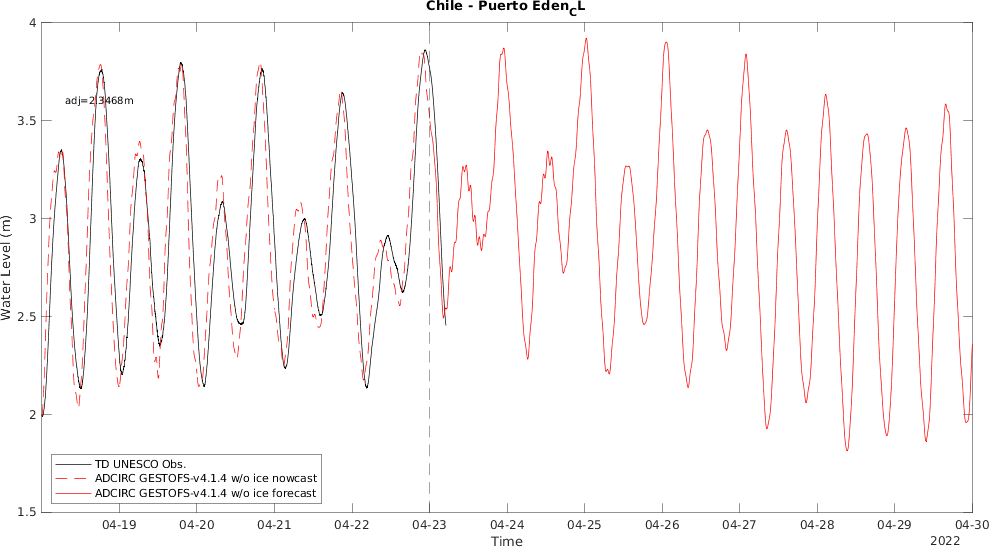 Chile - Puerto Eden_CL
4
3.5
3
2.5
2
1.5
Water Level (m)
adj=2.3468m
TD UNESCO Obs.
ADCIRC GESTOFS-v4.1.4 w/o ice nowcast
ADCIRC GESTOFS-v4.1.4 w/o ice forecast
04-19 04-20 04-21 04-22 04-23 04-24 04-25 04-26 04-27 04-28 04-29 04-30
Time
2022